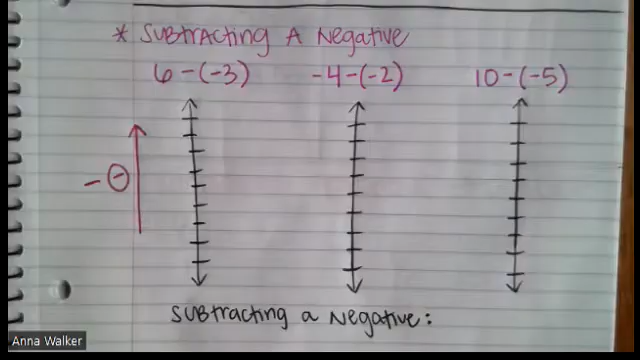 * Subtracting A Negative
6-(-3) -4-(-2) 10-(-5)
- ⊖
Subtracting a Negative:
Anna Walker